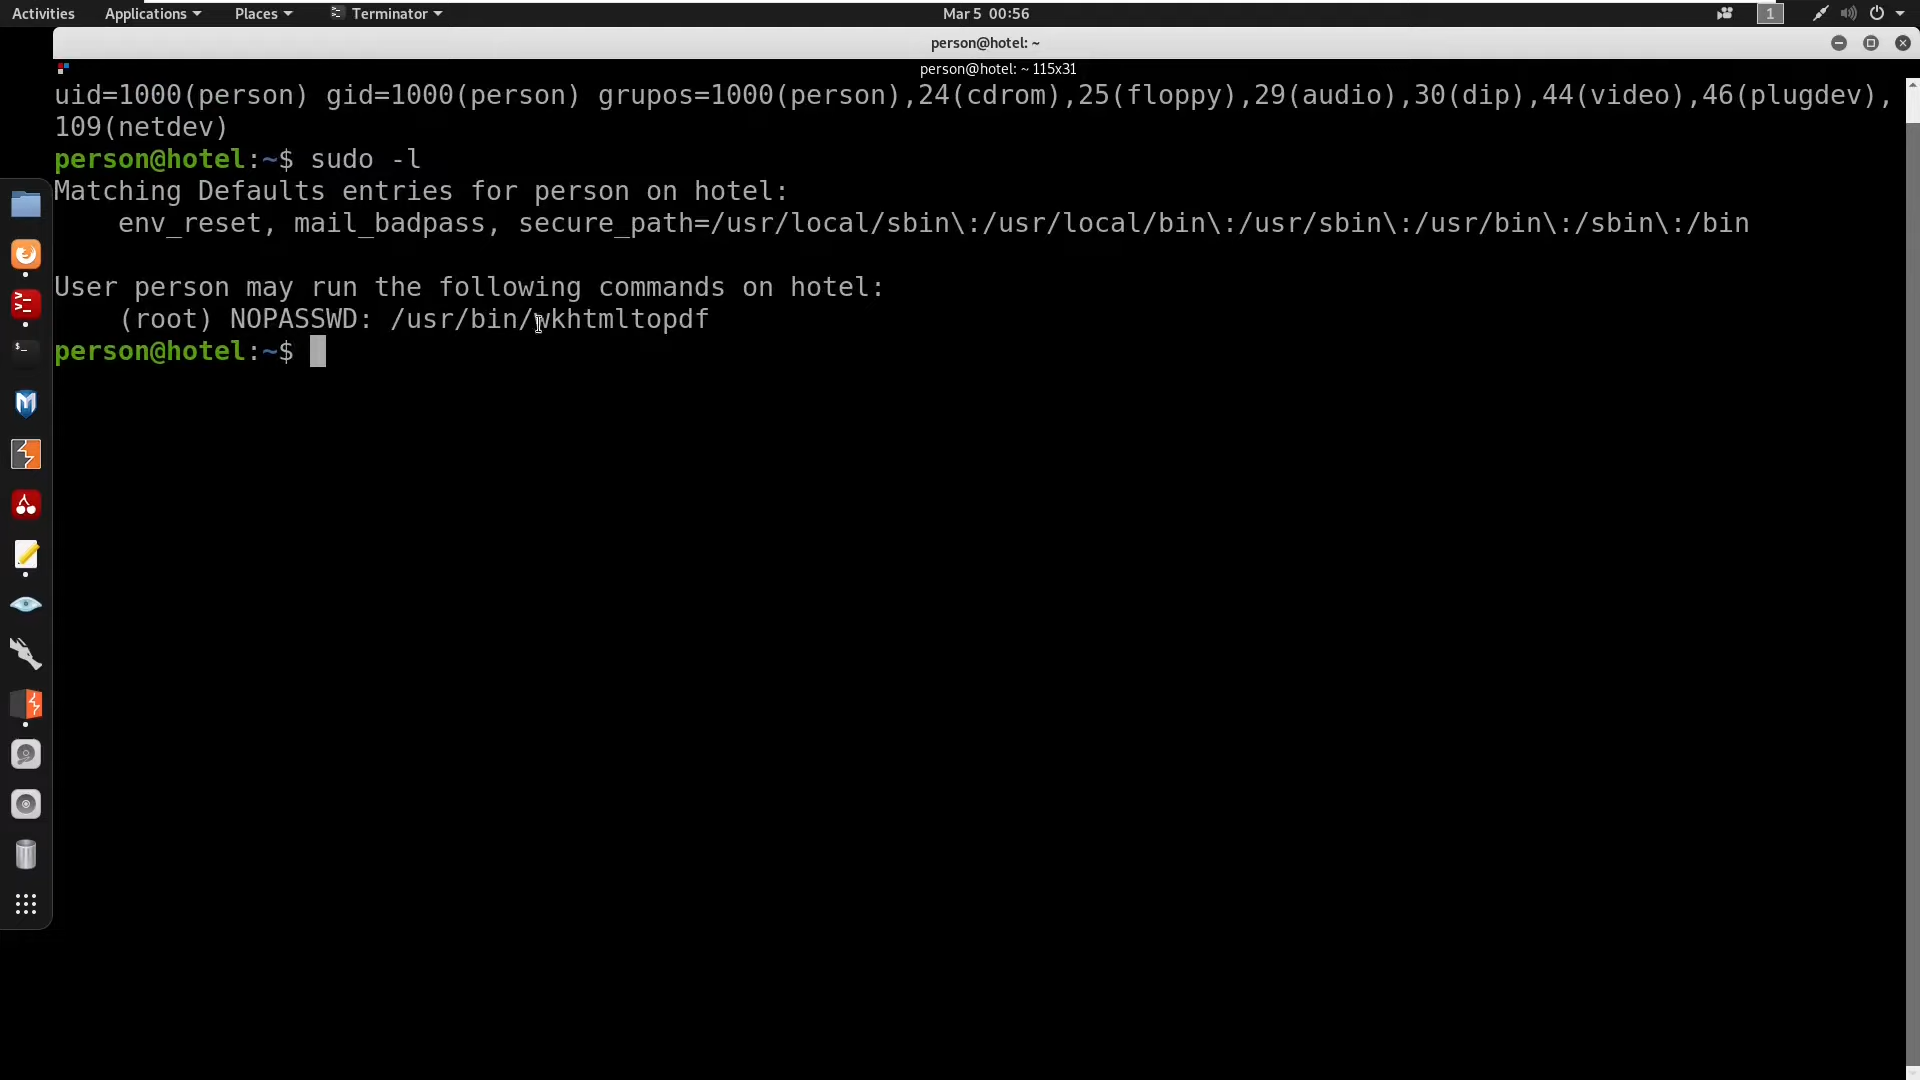 Activities Applications Places Terminator Mar 5 00:56 1
person@hotel: ~
person@hotel: ~ 115x31
uid=1000(person) gid=1000(person) grupos=1000(person),24(cdrom),25(floppy),29(audio),30(dip),44(video),46(plugdev),
109(netdev)
person@hotel:~$ sudo -l
Matching Defaults entries for person on hotel:
env_reset, mail_badpass, secure_path=/usr/local/sbin\:/usr/local/bin\:/usr/sbin\:/usr/bin\:/sbin\:/bin
User person may run the following commands on hotel:
(root) NOPASSWD: /usr/bin/wkhtmltopdf
person@hotel:~$